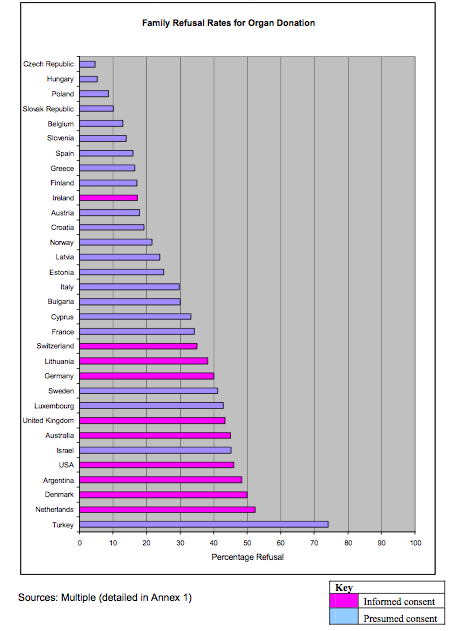 Family Refusal Rates for Organ Donation
Czech Republic
Hungary
Poland
Slovak Republic
Belgium
Slovenia
Spain
Greece
Finland
Ireland
Austria
Croatia
Norway
Latvia
Estonia
Italy
Bulgaria
Cyprus
France
Switzerland
Lithuania
Germany
Sweden
Luxembourg
United Kingdom
Australia
Israel
USA
Argentina
Denmark
Netherlands
Turkey
0 10 20 30 40 50 60 70 80 90 100
Percentage Refusal
Sources: Multiple (detailed in Annex 1)
Key
Informed consent
Presumed consent